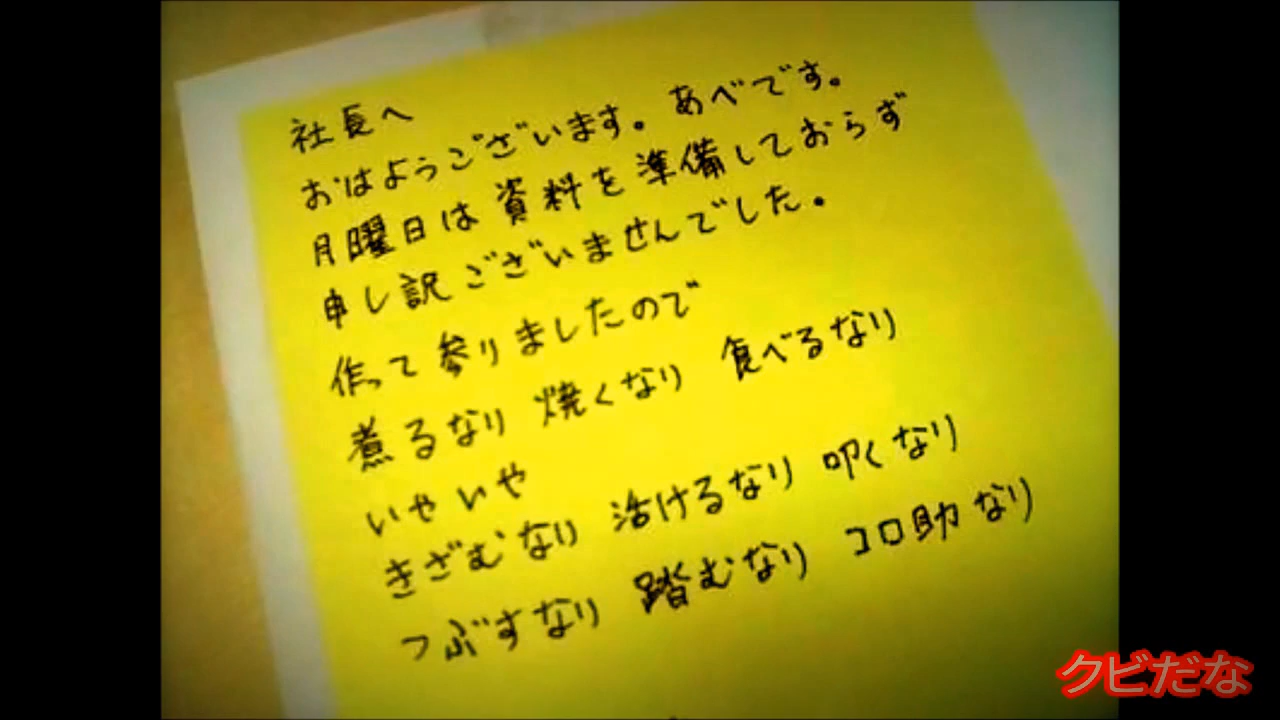 社長へ
おはようございます。あべです。
月曜日は資料を準備しておらず
申し訳ございませんでした。
作って参りましたので
煮るなり 焼くなり 食べるなり
いやいや
きざむなり 活けるなり 叩くなり
つぶすなり 踏むなり コロ助なり
クビだな